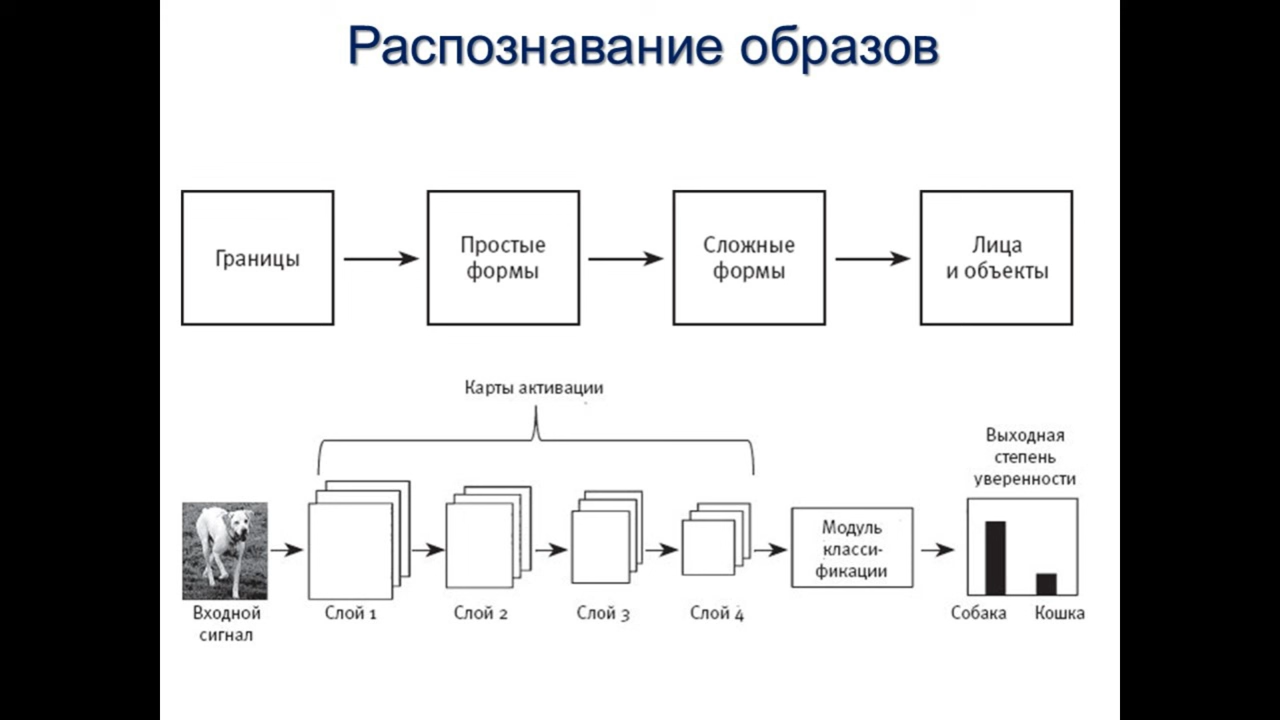 Распознавание образов
Границы
Простые
формы
Сложные
формы
Лица
и объекты
Карты активации
Выходная
степень
уверенности
Модуль
класси-
фикации
Входной
сигнал
Слой 1
Слой 2
Слой 3
Слой 4
Собака
Кошка